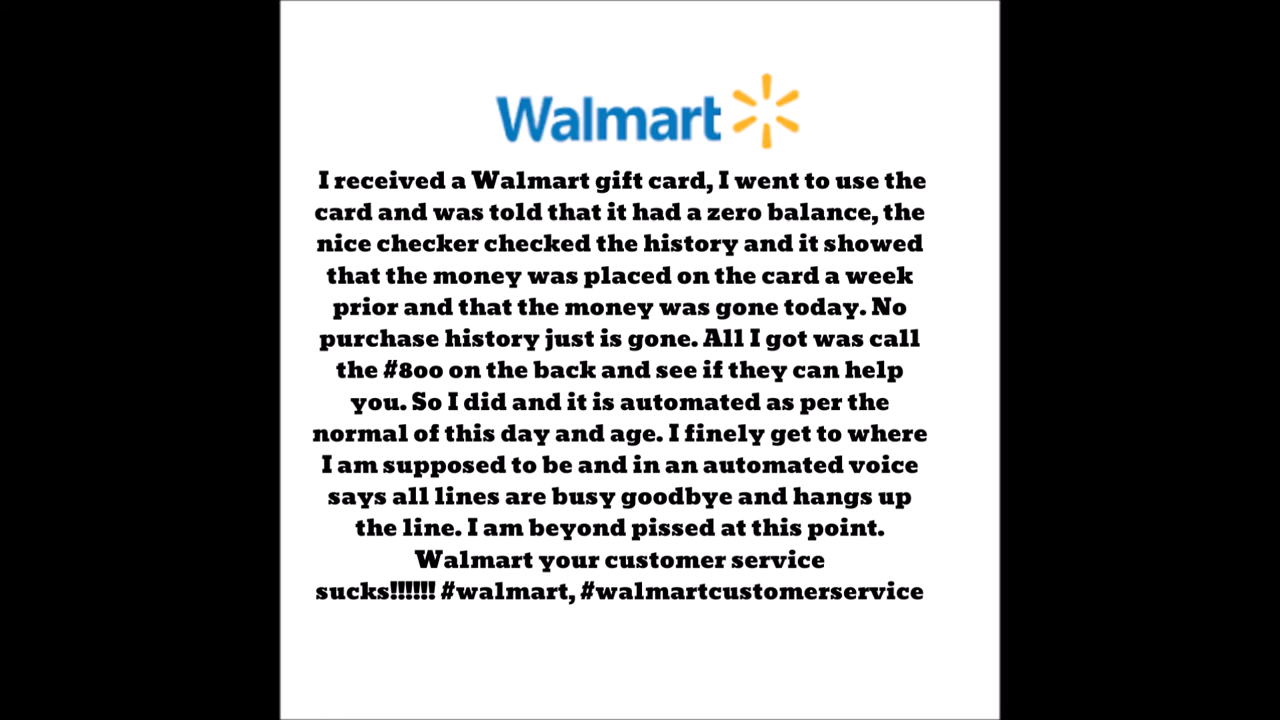 Walmart
I received a Walmart gift card, I went to use the
card and was told that it had a zero balance, the
nice checker checked the history and it showed
that the money was placed on the card a week
prior and that the money was gone today. No
purchase history just is gone. All I got was call
the #800 on the back and see if they can help
you. So I did and it is automated as per the
normal of this day and age. I finely get to where
I am supposed to be and in an automated voice
says all lines are busy goodbye and hangs up
the line. I am beyond pissed at this point.
Walmart your customer service
sucks!!!!!! #walmart, #walmartcustomerservice